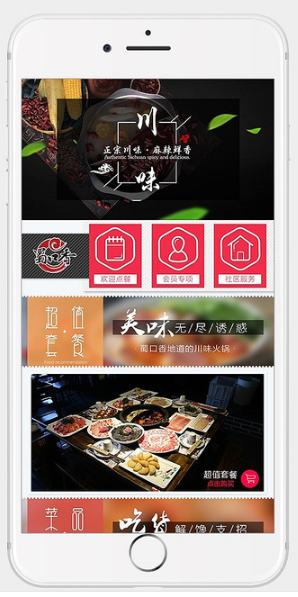 川
正宗川味·麻辣鲜香
Authentic Sichuan spicy and delicious.
味
蜀口香
欢迎点餐
会员专项
社区服务
超值
套餐
Food recommendation
美味无尽诱惑
·蜀口香地道的川味火锅·
超值套餐
点击购买
菜品
吃货解馋支招